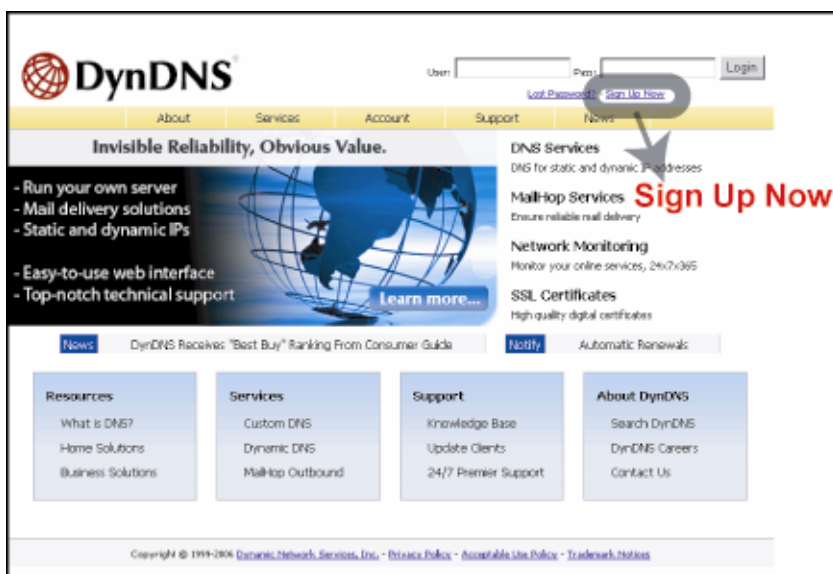 DynDNS
User: Pass: Login
Lost Password? - Sign Up Now
About Services Account Support News
Invisible Reliability, Obvious Value.
- Run your own server
- Mail delivery solutions
- Static and dynamic IPs
- Easy-to-use web interface
- Top-notch technical support
Learn more...
DNS Services
DNS for static and dynamic IP addresses
MailHop Services
Ensure reliable mail delivery
Sign Up Now
Network Monitoring
Monitor your online services, 24x7x365
SSL Certificates
High quality digital certificates
News DynDNS Receives "Best Buy" Ranking From Consumer Guide
Notify Automatic Renewals
Resources
What is DNS?
Home Solutions
Business Solutions
Services
Custom DNS
Dynamic DNS
MailHop Outbound
Support
Knowledge Base
Update Clients
24/7 Premier Support
About DynDNS
Search DynDNS
DynDNS Careers
Contact Us
Copyright © 1999-2006 Dynamic Network Services, Inc. - Privacy Policy - Acceptable Use Policy - Trademark Notices